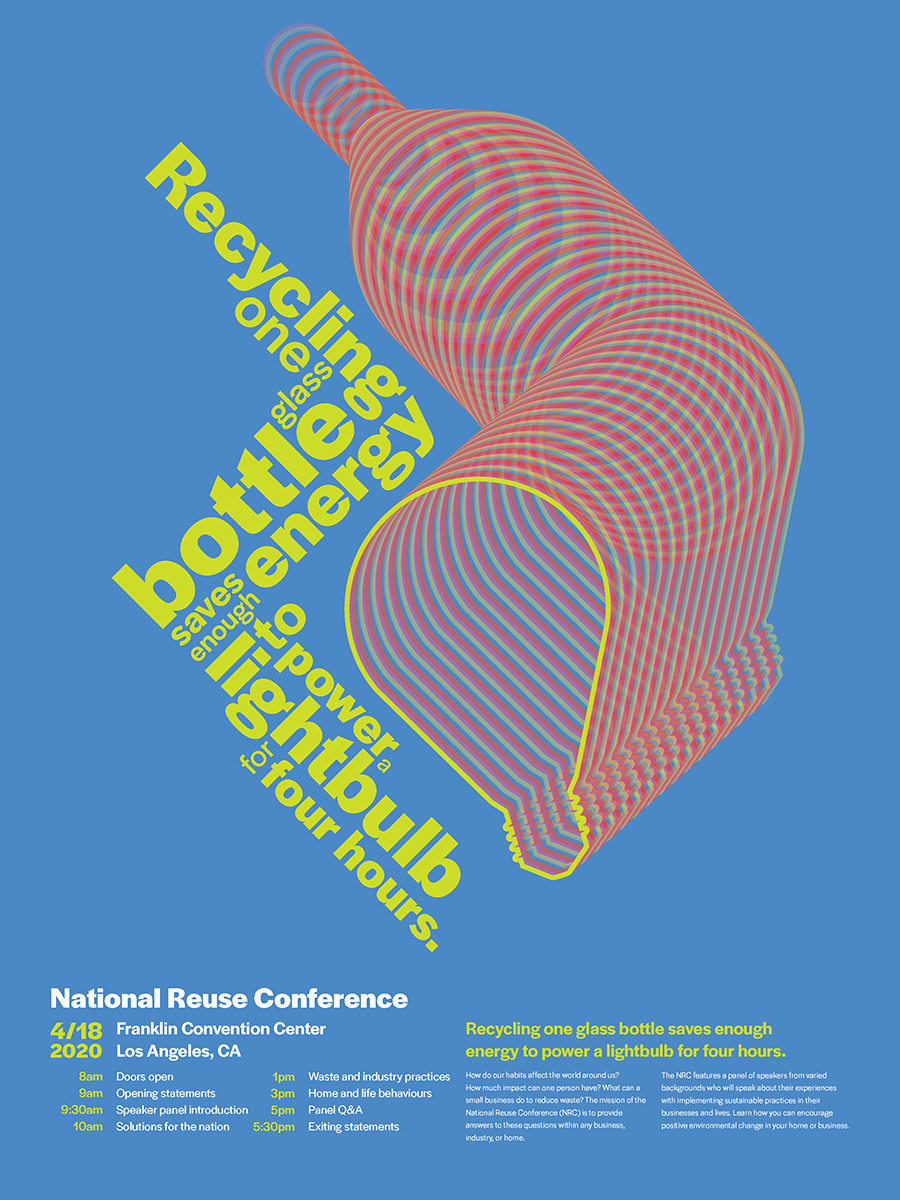 Recycling
one
glass
bottle
saves
enough
energy
to
power
a
lightbulb
for
four hours.
National Reuse Conference
4/18
2020
Franklin Convention Center
Los Angeles, CA
8am Doors open
9am Opening statements
9:30am Speaker panel introduction
10am Solutions for the nation
1pm Waste and industry practices
3pm Home and life behaviours
5pm Panel Q&A
5:30pm Exiting statements
Recycling one glass bottle saves enough
energy to power a lightbulb for four hours.
How do our habits affect the world around us?
How much impact can one person have? What can a
small business do to reduce waste? The mission of the
National Reuse Conference (NRC) is to provide
answers to these questions within any business,
industry, or home.
The NRC features a panel of speakers from varied
backgrounds who will speak about their experiences
with implementing sustainable practices in their
businesses and lives. Learn how you can encourage
positive environmental change in your home or business.